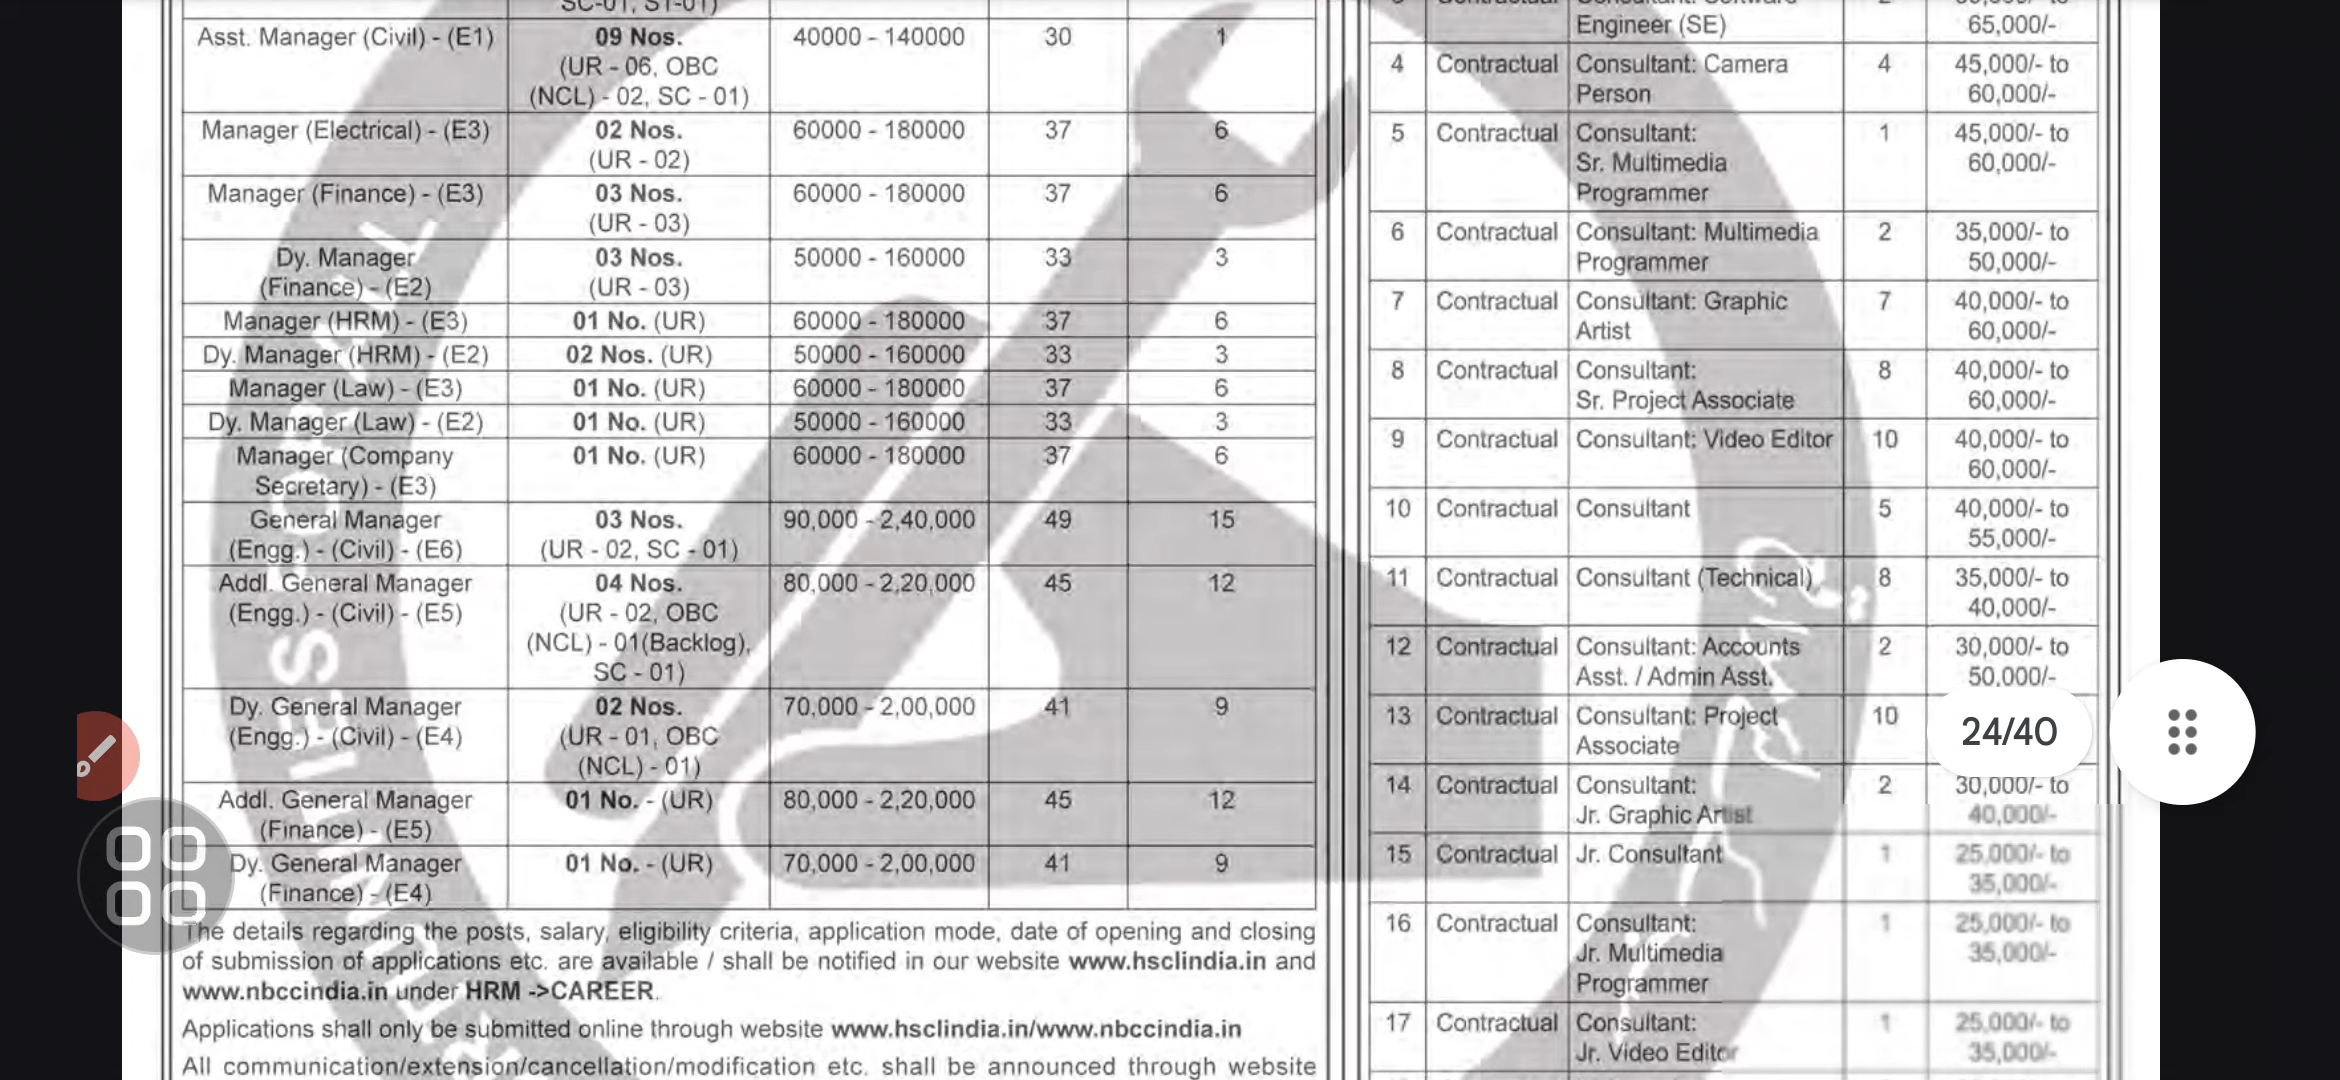 SC-01, ST-01)
Asst. Manager (Civil) - (E1) 09 Nos. 40000 - 140000 30 1
(UR - 06, OBC
(NCL) - 02, SC - 01)
Manager (Electrical) - (E3) 02 Nos. 60000 - 180000 37 6
(UR - 02)
Manager (Finance) - (E3) 03 Nos. 60000 - 180000 37 6
(UR - 03)
Dy. Manager 03 Nos. 50000 - 160000 33 3
(Finance) - (E2) (UR - 03)
Manager (HRM) - (E3) 01 No. (UR) 60000 - 180000 37 6
Dy. Manager (HRM) - (E2) 02 Nos. (UR) 50000 - 160000 33 3
Manager (Law) - (E3) 01 No. (UR) 60000 - 180000 37 6
Dy. Manager (Law) - (E2) 01 No. (UR) 50000 - 160000 33 3
Manager (Company 01 No. (UR) 60000 - 180000 37 6
Secretary) - (E3)
General Manager 03 Nos. 90,000 - 2,40,000 49 15
(Engg.) - (Civil) - (E6) (UR - 02, SC - 01)
Addl. General Manager 04 Nos. 80,000 - 2,20,000 45 12
(Engg.) - (Civil) - (E5) (UR - 02, OBC
(NCL) - 01(Backlog),
SC - 01)
Dy. General Manager 02 Nos. 70,000 - 2,00,000 41 9
(Engg.) - (Civil) - (E4) (UR - 01, OBC
(NCL) - 01)
Addl. General Manager 01 No. - (UR) 80,000 - 2,20,000 45 12
(Finance) - (E5)
Dy. General Manager 01 No. - (UR) 70,000 - 2,00,000 41 9
(Finance) - (E4)
The details regarding the posts, salary, eligibility criteria, application mode, date of opening and closing
of submission of applications etc. are available / shall be notified in our website www.hsclindia.in and
www.nbccindia.in under HRM ->CAREER.
Applications shall only be submitted online through website www.hsclindia.in/www.nbccindia.in
All communication/extension/cancellation/modification etc. shall be announced through website
Engineer (SE) 65,000/-
4 Contractual Consultant: Camera 4 45,000/- to
Person 60,000/-
5 Contractual Consultant: 1 45,000/- to
Sr. Multimedia 60,000/-
Programmer
6 Contractual Consultant: Multimedia 2 35,000/- to
Programmer 50,000/-
7 Contractual Consultant: Graphic 7 40,000/- to
Artist 60,000/-
8 Contractual Consultant: 8 40,000/- to
Sr. Project Associate 60,000/-
9 Contractual Consultant: Video Editor 10 40,000/- to
60,000/-
10 Contractual Consultant 5 40,000/- to
55,000/-
11 Contractual Consultant (Technical) 8 35,000/- to
40,000/-
12 Contractual Consultant: Accounts 2 30,000/- to
Asst. / Admin Asst. 50,000/-
13 Contractual Consultant: Project 10
Associate
24/40
14 Contractual Consultant: 2 30,000/- to
Jr. Graphic Artist 40,000/-
15 Contractual Jr. Consultant 1 25,000/- to
35,000/-
16 Contractual Consultant: 1 25,000/- to
Jr. Multimedia 35,000/-
Programmer
17 Contractual Consultant: 1 25,000/- to
Jr. Video Editor 35,000/-